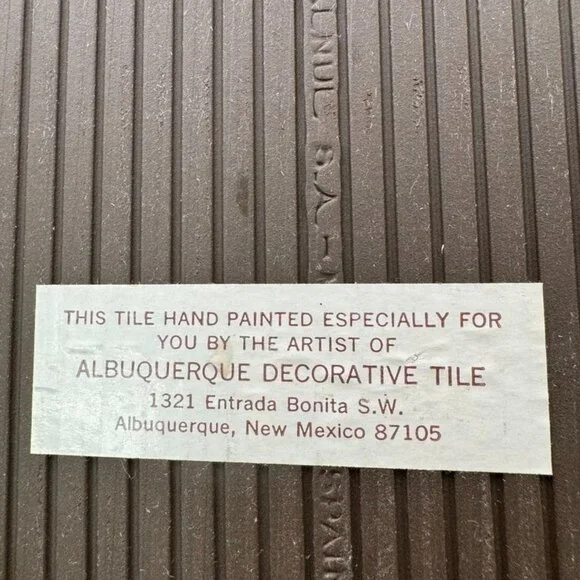 THIS TILE HAND PAINTED ESPECIALLY FOR
YOU BY THE ARTIST OF
ALBUQUERQUE DECORATIVE TILE
1321 Entrada Bonita S.W.
Albuquerque, New Mexico 87105
S.A.